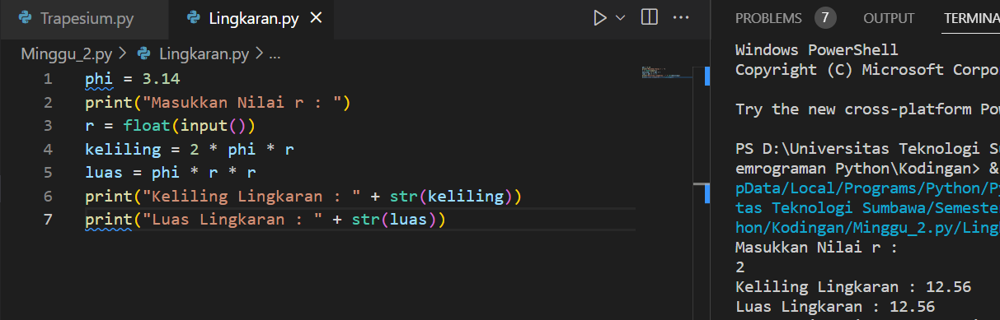 Trapesium.py Lingkaran.py
Minggu_2.py > Lingkaran.py > ...
1 phi = 3.14
2 print("Masukkan Nilai r : ")
3 r = float(input())
4 keliling = 2 * phi * r
5 luas = phi * r * r
6 print("Keliling Lingkaran : " + str(keliling))
7 print("Luas Lingkaran : " + str(luas))
PROBLEMS 7 OUTPUT TERMINA
Windows PowerShell
Copyright (C) Microsoft Corpo
Try the new cross-platform Po
PS D:\Universitas Teknologi S
emrograman Python\Kodingan> &
pData/Local/Programs/Python/Py
tas Teknologi Sumbawa/Semeste
hon/Kodingan/Minggu_2.py/Ling
Masukkan Nilai r :
2
Keliling Lingkaran : 12.56
Luas Lingkaran : 12.56